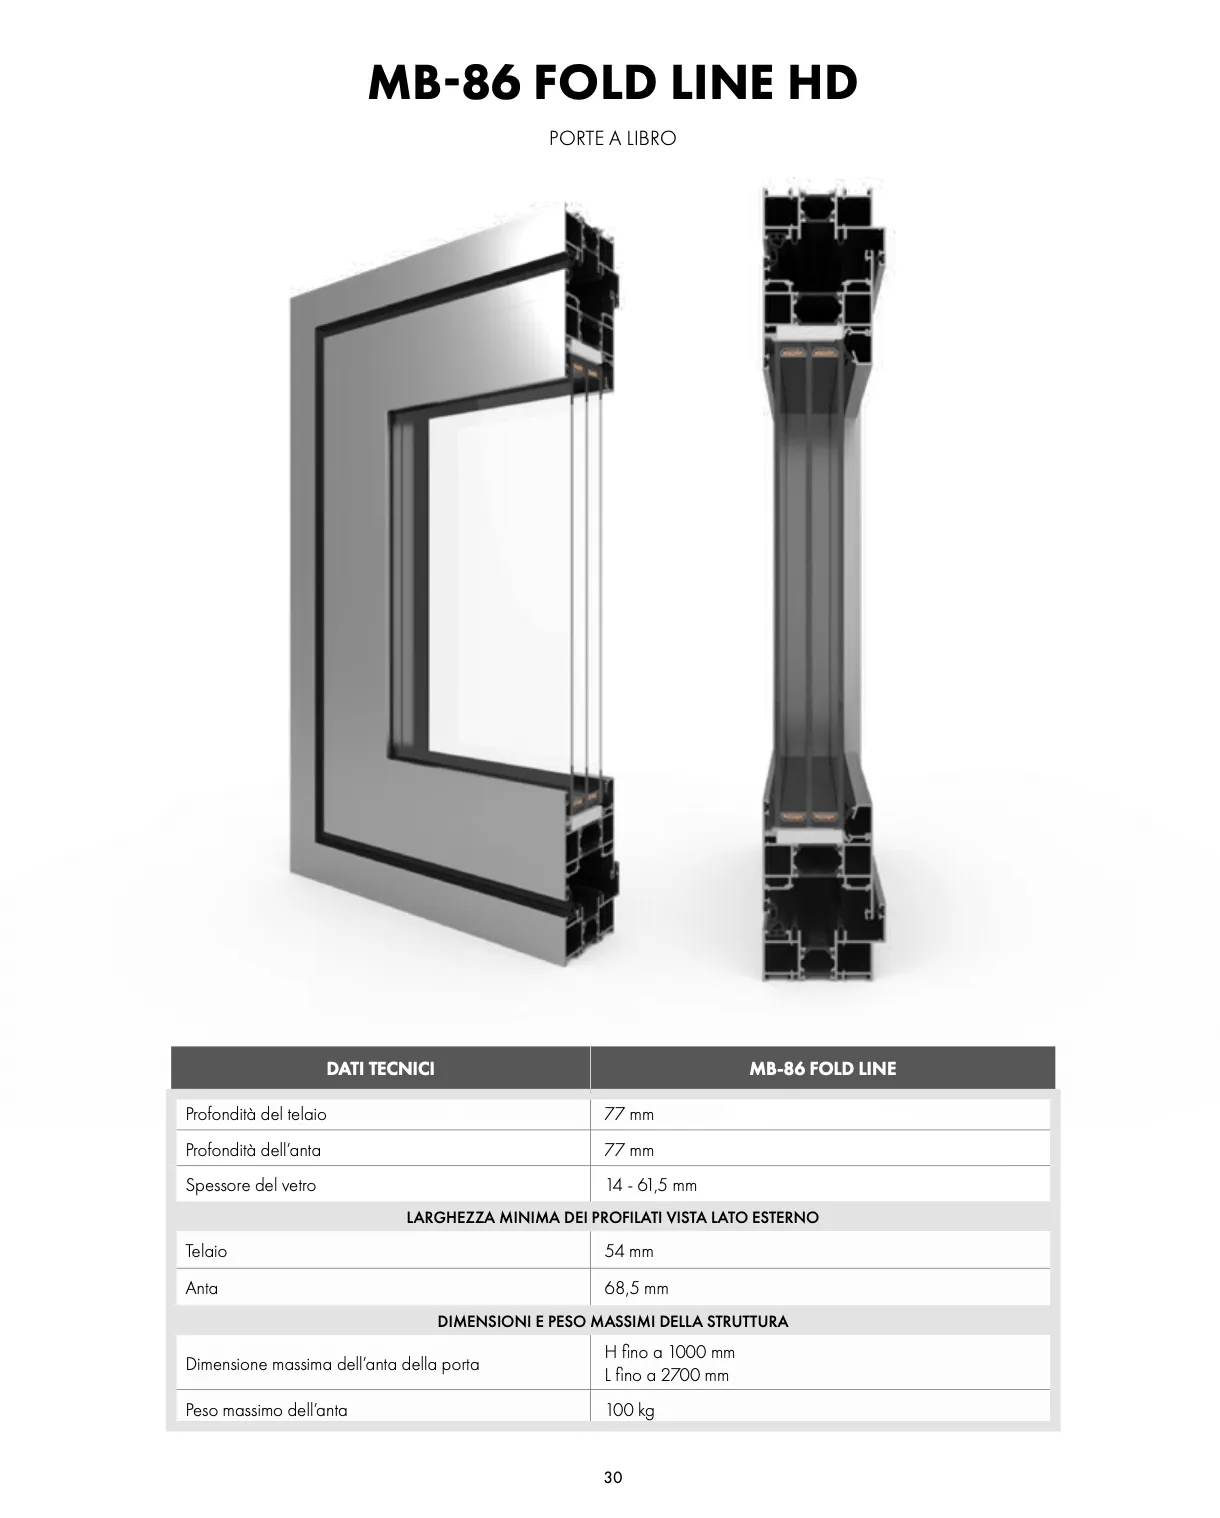 MB-86 FOLD LINE HD
PORTE A LIBRO
DATI TECNICI
MB-86 FOLD LINE
Profondità del telaio
77 mm
Profondità dell'anta
77 mm
Spessore del vetro
14 - 61,5 mm
LARGHEZZA MINIMA DEI PROFILATI VISTA LATO ESTERNO
Telaio
54 mm
Anta
68,5 mm
DIMENSIONI E PESO MASSIMI DELLA STRUTTURA
Dimensione massima dell'anta della porta
H fino a 1000 mm
L fino a 2700 mm
Peso massimo dell'anta
100 kg
30